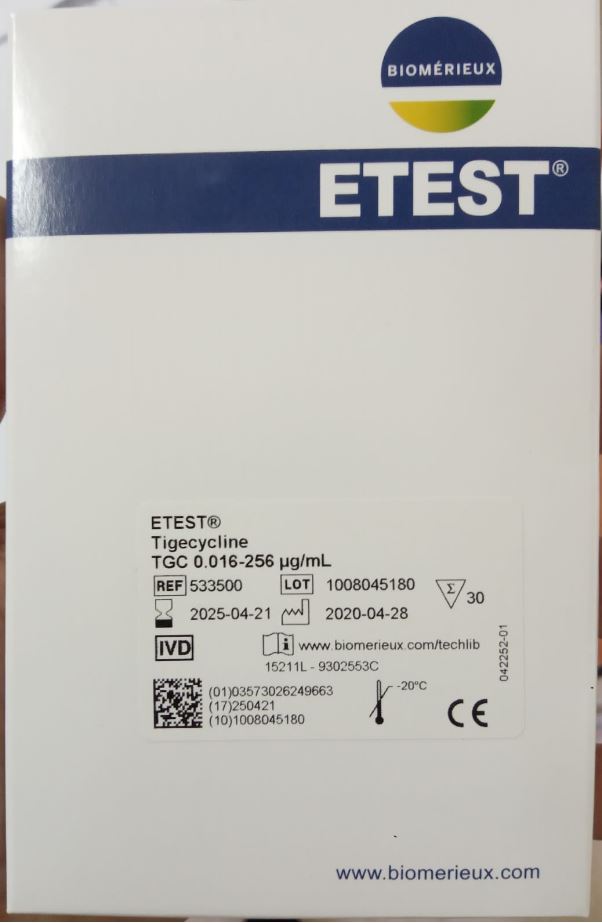 BIOMÉRIEUX
ETEST®
ETEST®
Tigecycline
TGC 0.016-256 µg/mL
REF 533500 LOT 1008045180 Σ 30
2025-04-21 2020-04-28
IVD i www.biomerieux.com/techlib
15211L - 9302553C
042252-01
(01)03573026249663
(17)250421
(10)1008045180
-20°C
CE
www.biomerieux.com